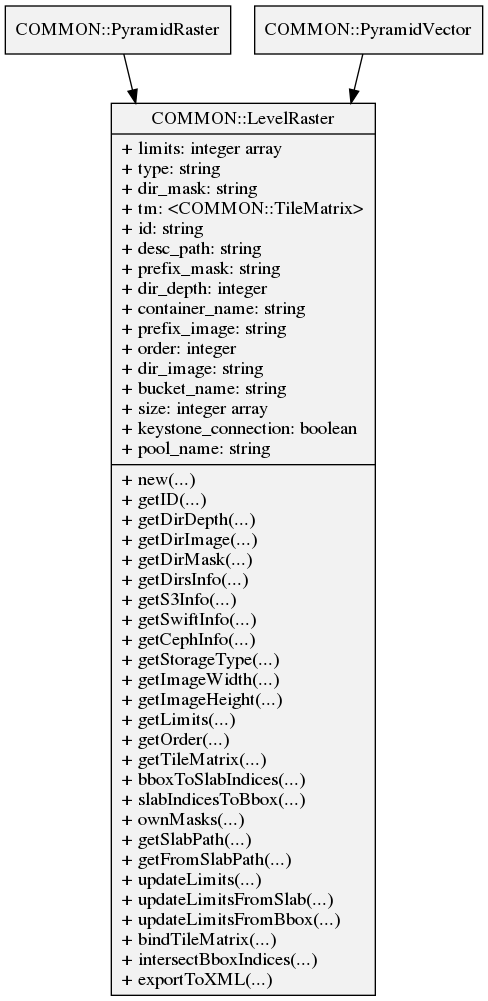 COMMON::PyramidRaster
COMMON::PyramidVector
COMMON::LevelRaster
+ limits: integer array
+ type: string
+ dir_mask: string
+ tm: <COMMON::TileMatrix>
+ id: string
+ desc_path: string
+ prefix_mask: string
+ dir_depth: integer
+ container_name: string
+ prefix_image: string
+ order: integer
+ dir_image: string
+ bucket_name: string
+ size: integer array
+ keystone_connection: boolean
+ pool_name: string
+ new(...)
+ getID(...)
+ getDirDepth(...)
+ getDirImage(...)
+ getDirMask(...)
+ getDirsInfo(...)
+ getS3Info(...)
+ getSwiftInfo(...)
+ getCephInfo(...)
+ getStorageType(...)
+ getImageWidth(...)
+ getImageHeight(...)
+ getLimits(...)
+ getOrder(...)
+ getTileMatrix(...)
+ bboxToSlabIndices(...)
+ slabIndicesToBbox(...)
+ ownMasks(...)
+ getSlabPath(...)
+ getFromSlabPath(...)
+ updateLimits(...)
+ updateLimitsFromSlab(...)
+ updateLimitsFromBbox(...)
+ bindTileMatrix(...)
+ intersectBboxIndices(...)
+ exportToXML(...)